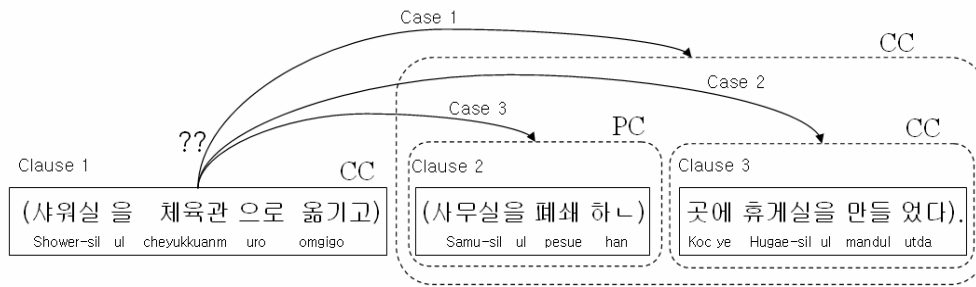 Case 1
CC
Case 2
Case 3
??
PC
CC
Clause 1
CC
Clause 2
Clause 3
(샤워실 을 체육관 으로 옮기고)
(사무실을 폐쇄 하ㄴ)
곳에 휴게실을 만들 었다).
Shower-sil ul cheyukkuanm uro omgigo
Samu-sil ul pesue han
Koc ye Hugae-sil ul mandul utda